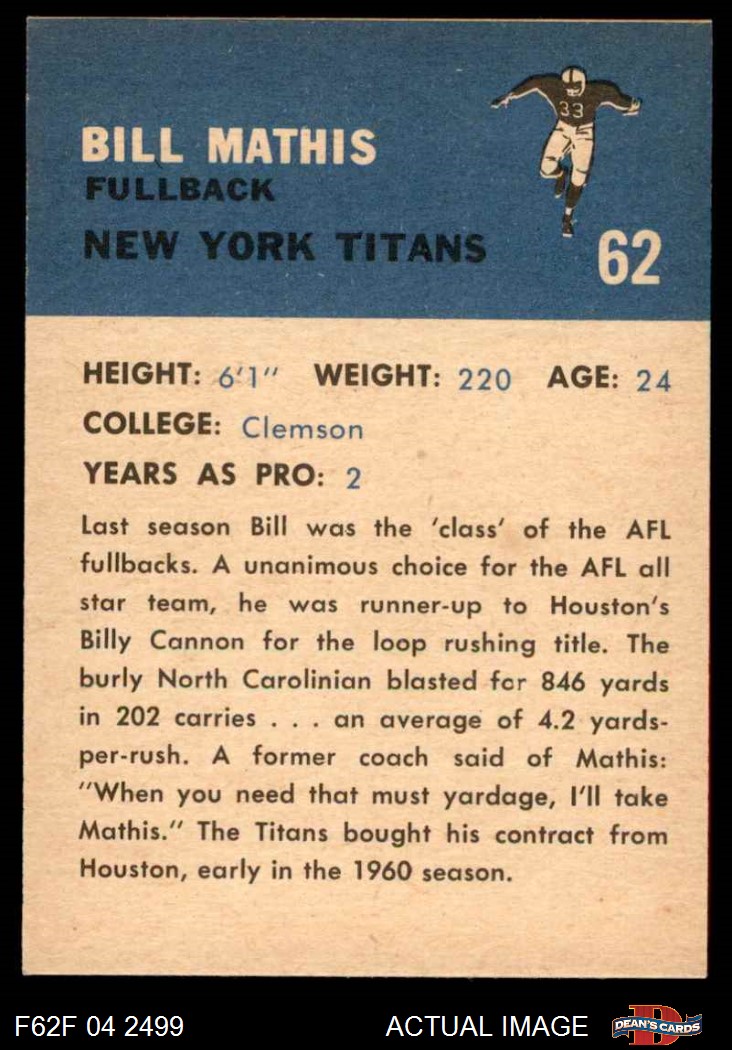 33
BILL MATHIS
FULLBACK
NEW YORK TITANS
62
HEIGHT: 6'1" WEIGHT: 220 AGE: 24
COLLEGE: Clemson
YEARS AS PRO: 2
Last season Bill was the 'class' of the AFL
fullbacks. A unanimous choice for the AFL all
star team, he was runner-up to Houston's
Billy Cannon for the loop rushing title. The
burly North Carolinian blasted for 846 yards
in 202 carries . . . an average of 4.2 yards-
per-rush. A former coach said of Mathis:
"When you need that must yardage, I'll take
Mathis." The Titans bought his contract from
Houston, early in the 1960 season.
F62F 04 2499 ACTUAL IMAGE D DEAN'S CARDS